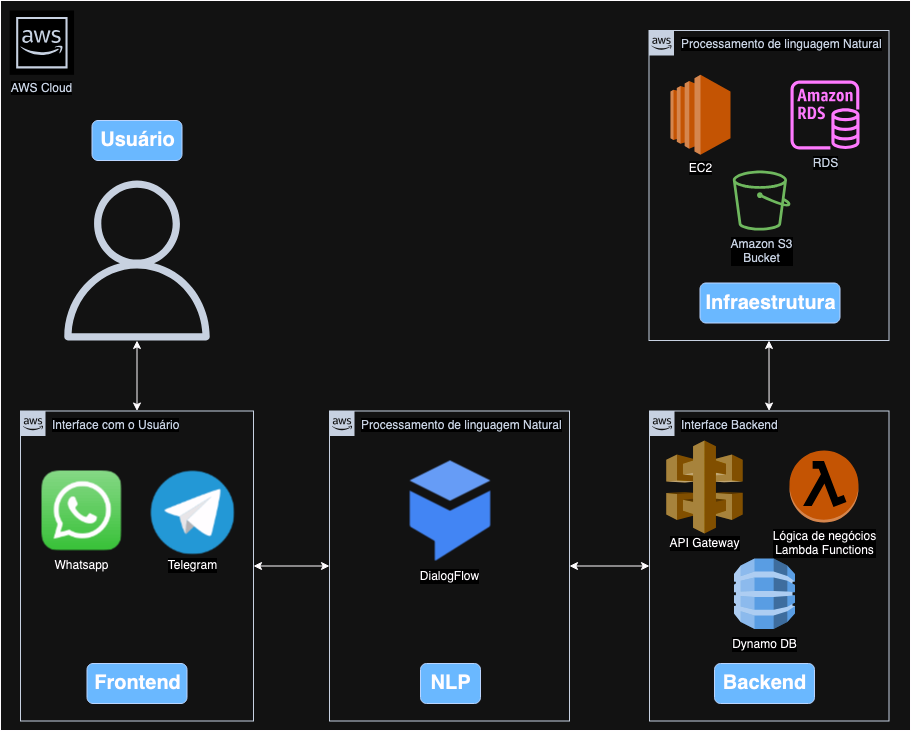 aws
AWS Cloud
Usuário
aws
Processamento de linguagem Natural
EC2
Amazon
RDS
RDS
Amazon S3
Bucket
Infraestrutura
aws
Interface com o Usuário
Whatsapp
Telegram
Frontend
aws
Processamento de linguagem Natural
DialogFlow
NLP
aws
Interface Backend
API Gateway
λ
Lógica de negócios
Lambda Functions
Dynamo DB
Backend